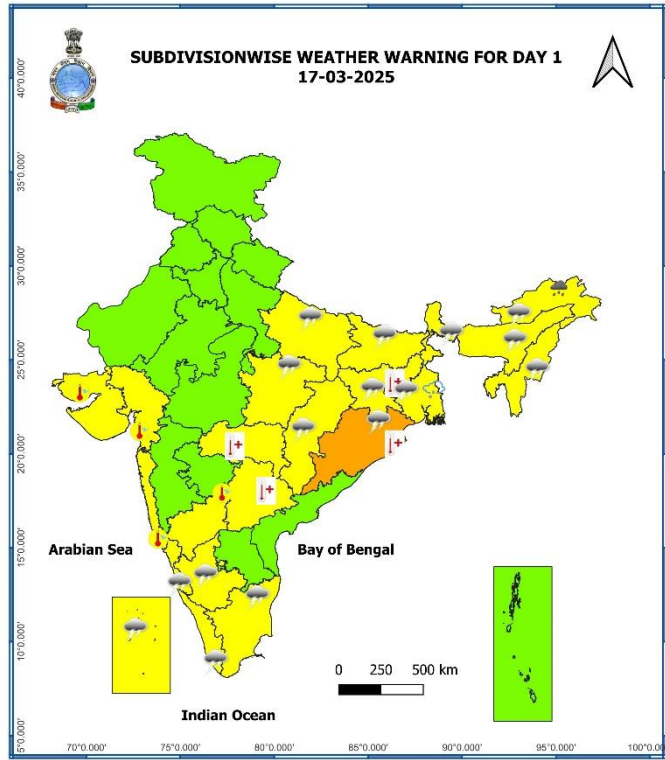 SUBDIVISIONWISE WEATHER WARNING FOR DAY 1
17-03-2025
40°0.000'
35°0.000'
30°0.000'
25°0.000'
20°0.000'
15°0.000'
10°0.000'
5°0.000'
Arabian Sea
Bay of Bengal
0 250 500 km
Indian Ocean
70°0.000' 75°0.000' 80°0.000' 85°0.000' 90°0.000' 95°0.000' 100°0.00